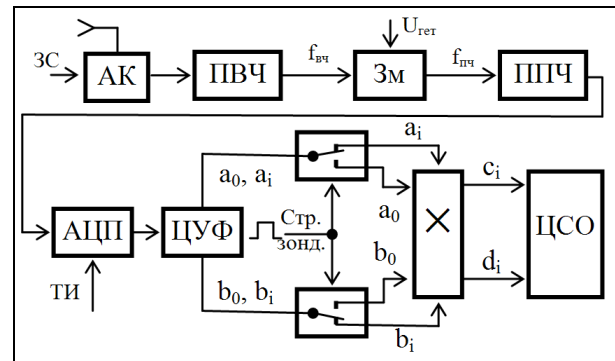 Uгет
ЗС
АК
ПВЧ
fвч
Зм
fпч
ППЧ
ai
a0, ai
a0
ci
АЦП
ЦУФ
Стр.
зонд.
×
ЦСО
b0
di
ТИ
b0, bi
bi